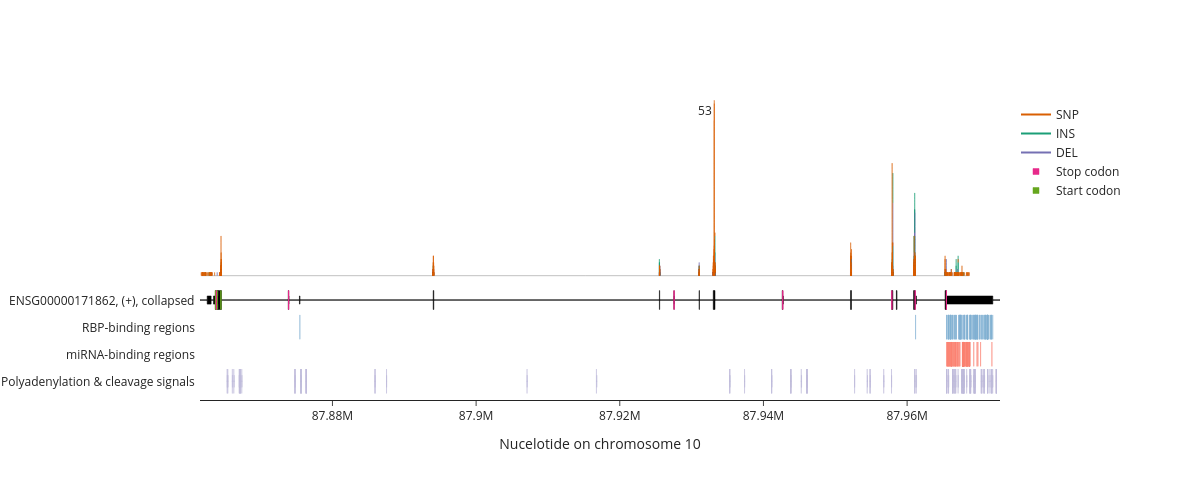 53
SNP
INS
DEL
Stop codon
Start codon
ENSG00000171862, (+), collapsed
RBP-binding regions
miRNA-binding regions
Polyadenylation & cleavage signals
87.88M 87.9M 87.92M 87.94M 87.96M
Nucelotide on chromosome 10